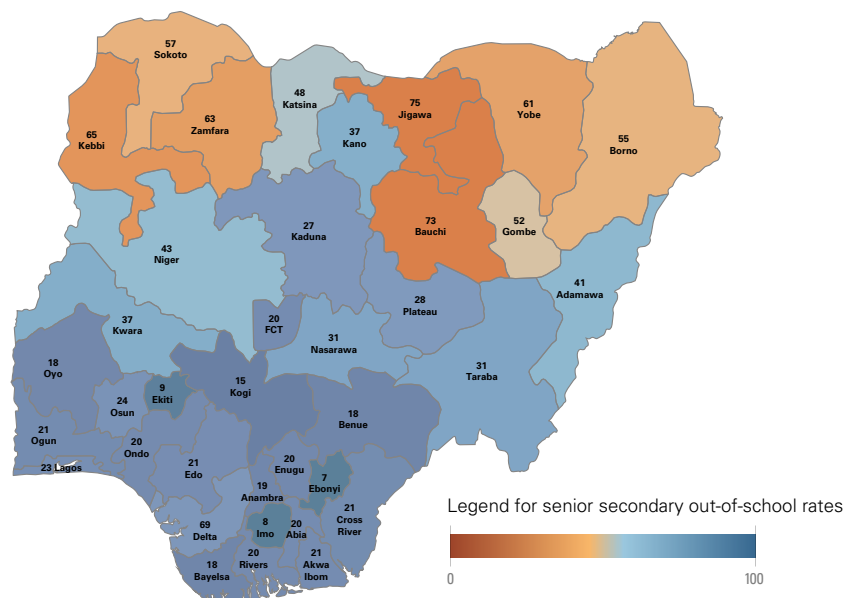 57
Sokoto
48
Katsina
75
Jigawa
61
Yobe
63
Zamfara
65
Kebbi
37
Kano
55
Borno
73
Bauchi
52
Gombe
27
Kaduna
43
Niger
41
Adamawa
28
Plateau
20
FCT
37
Kwara
31
Nasarawa
31
Taraba
18
Oyo
9
Ekiti
15
Kogi
24
Osun
18
Benue
21
Ogun
20
Ondo
23 Lagos
21
Edo
20
Enugu
7
Ebonyi
19
Anambra
21
Cross
River
69
Delta
8
Imo
20
Abia
18
Bayelsa
20
Rivers
21
Akwa
Ibom
Legend for senior secondary out-of-school rates
0
100